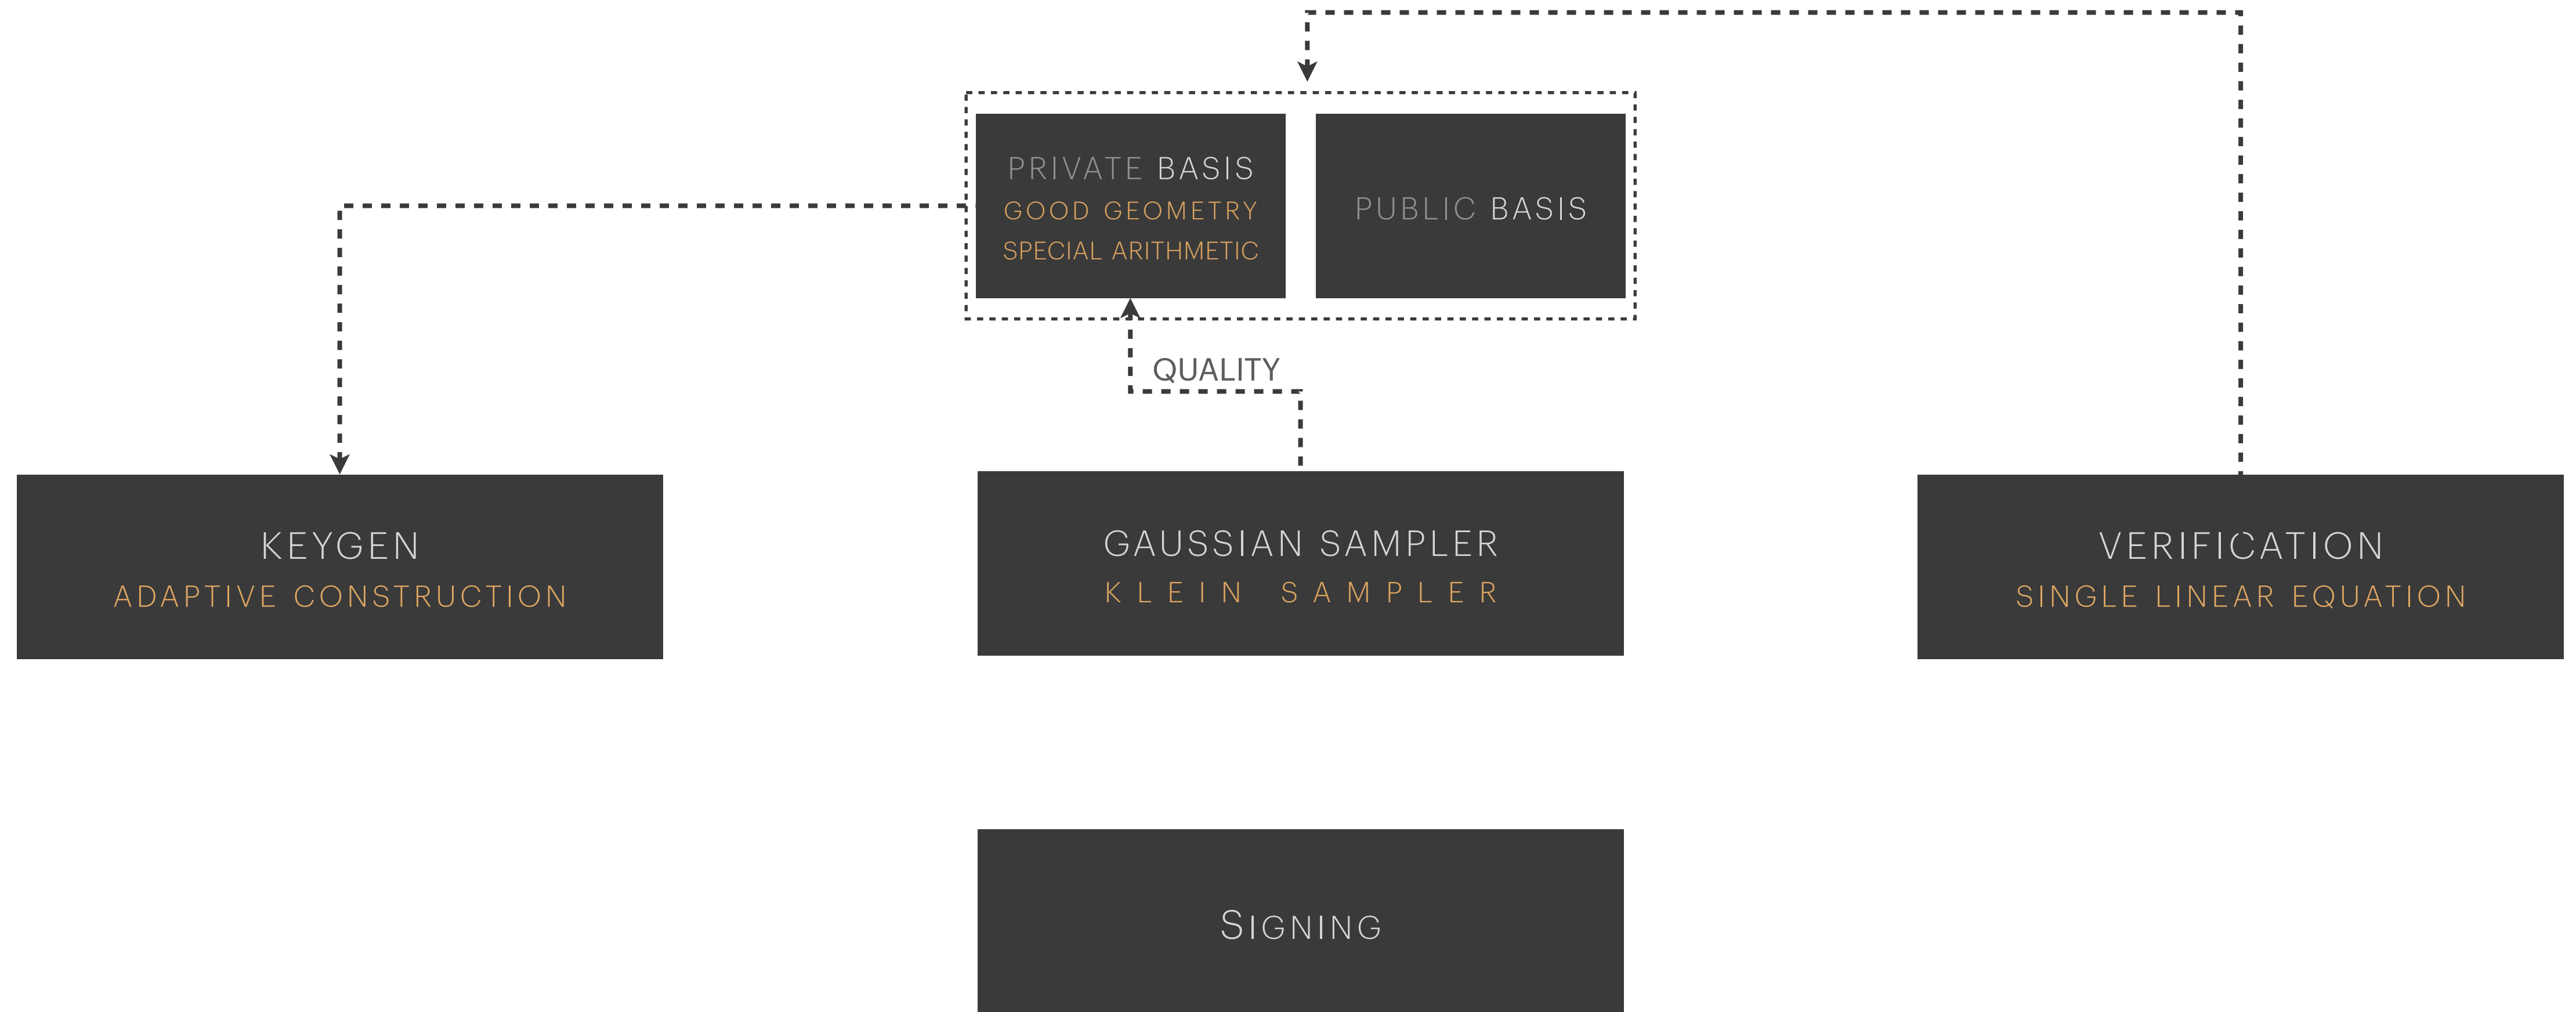 PRIVATE BASIS
GOOD GEOMETRY
SPECIAL ARITHMETIC
PUBLIC BASIS
QUALITY
KEYGEN
ADAPTIVE CONSTRUCTION
GAUSSIAN SAMPLER
KLEIN SAMPLER
VERIFICATION
SINGLE LINEAR EQUATION
SIGNING